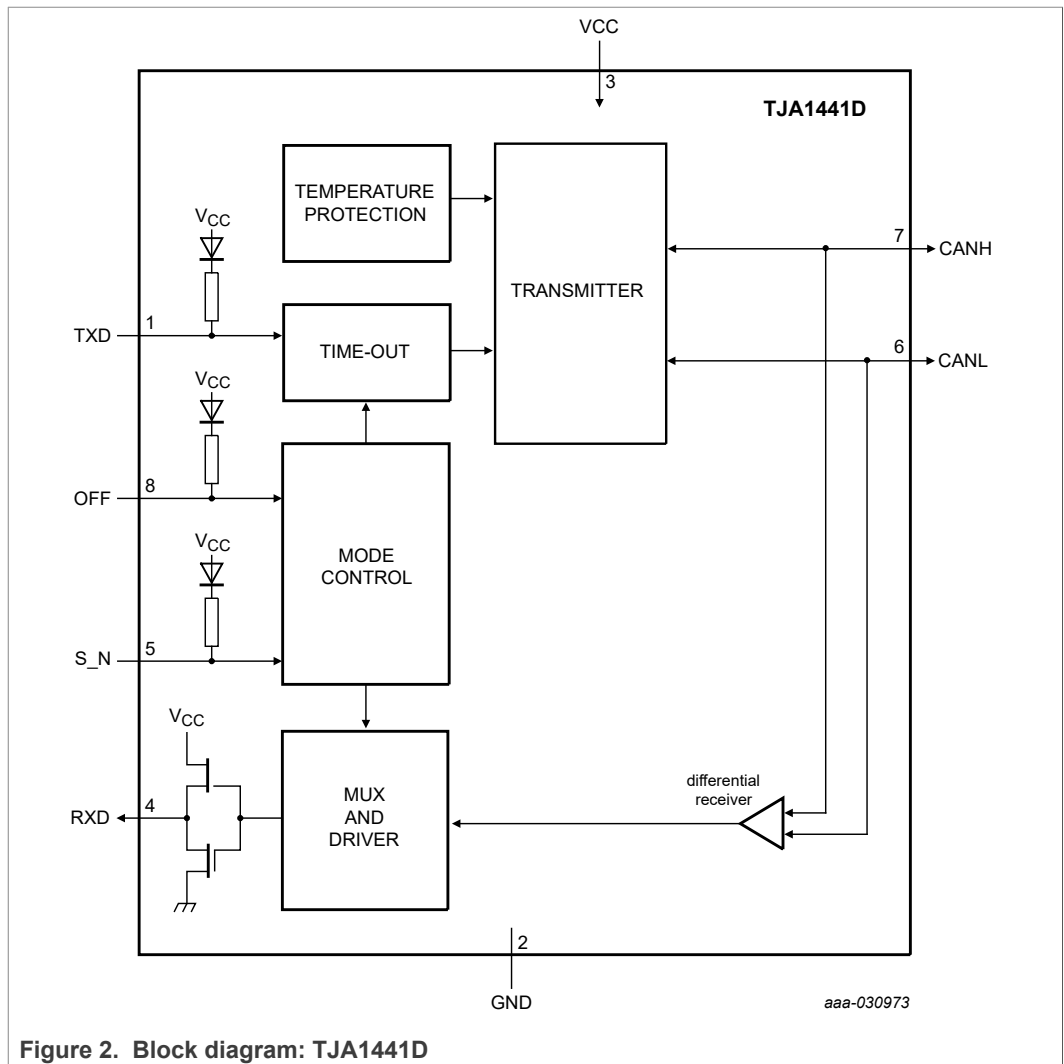 VCC
3
TJA1441D
TEMPERATURE
PROTECTION
VCC
7
CANH
TRANSMITTER
TXD
1
TIME-OUT
6
CANL
VCC
OFF
8
MODE
CONTROL
VCC
S_N
5
VCC
MUX
AND
DRIVER
differential
receiver
RXD
4
2
GND
aaa-030973
Figure 2. Block diagram: TJA1441D